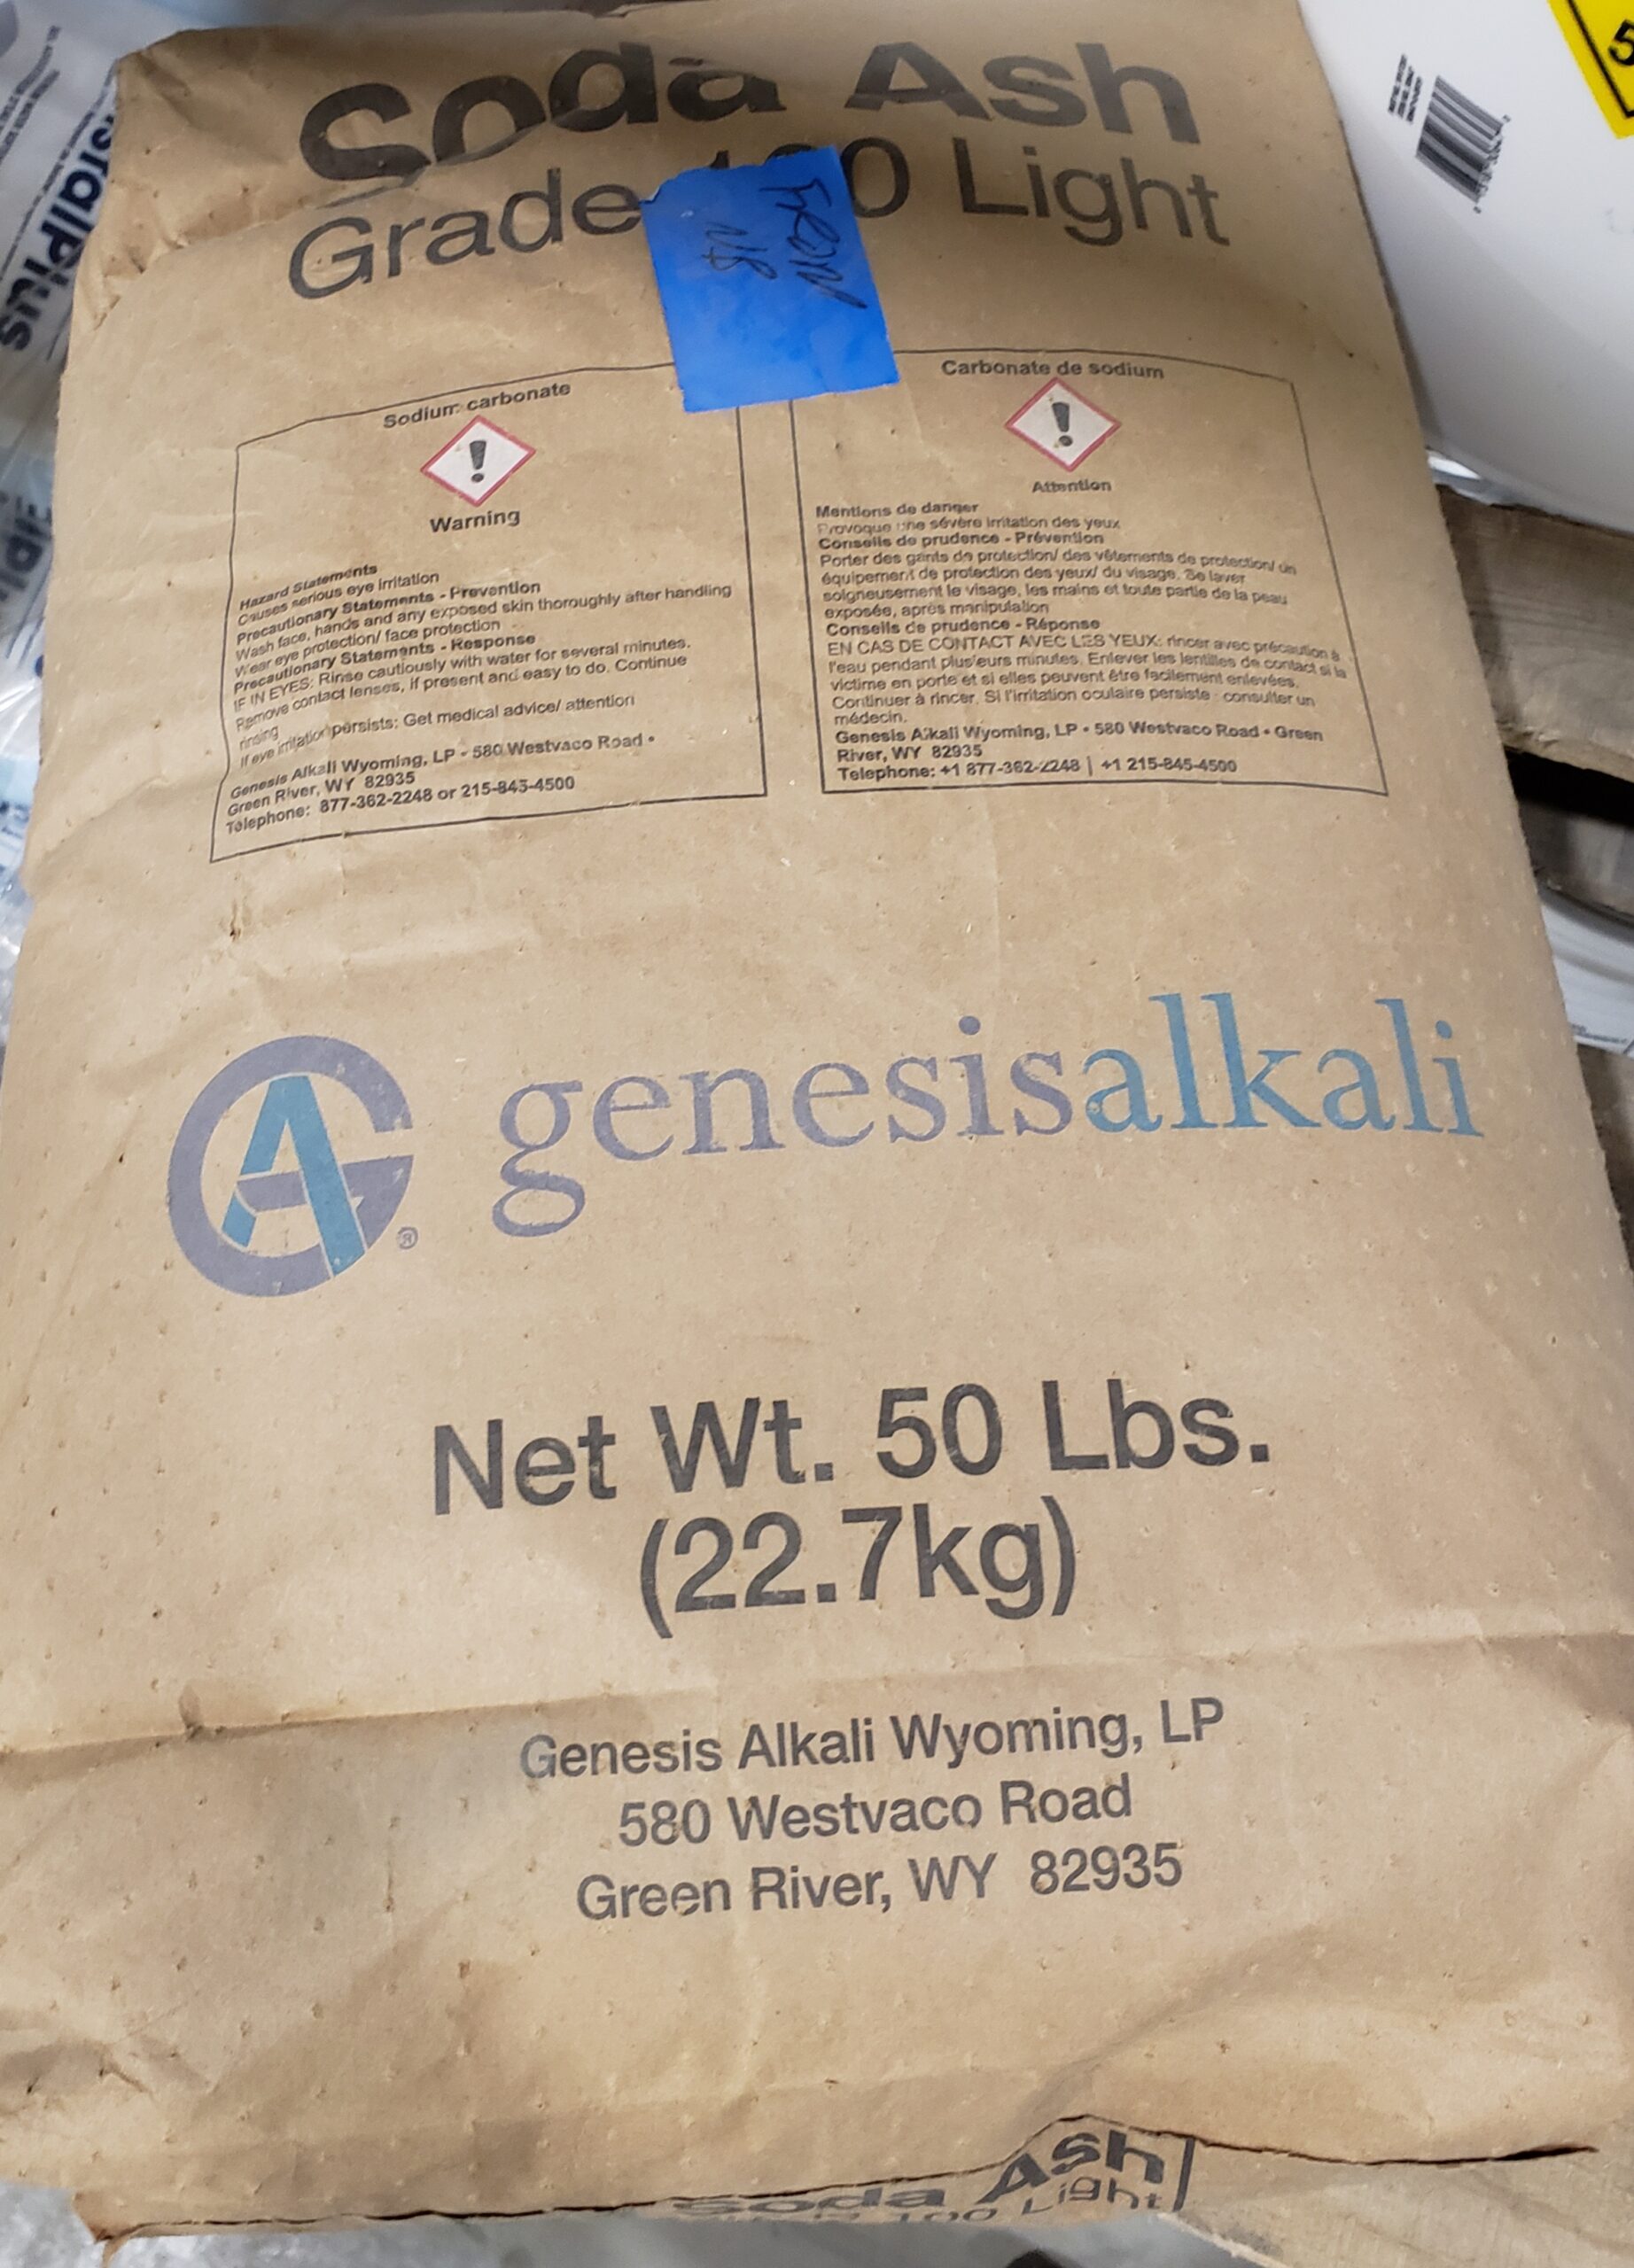 Soda Ash
Grade 100 Light
Sodium carbonate
Warning
Hazard Statements
Causes serious eye irritation
Precautionary Statements - Prevention
Wash face, hands and any exposed skin thoroughly after handling
Wear eye protection/ face protection
Precautionary Statements - Response
IF IN EYES: Rinse cautiously with water for several minutes.
Remove contact lenses, if present and easy to do. Continue
rinsing
If eye irritation persists: Get medical advice/ attention
Genesis Alkali Wyoming, LP - 580 Westvaco Road •
Green River, WY 82935
Telephone: 877-362-2248 or 215-845-4500
Carbonate de sodium
Attention
Mentions de danger
Provoque une sévère irritation des yeux
Conseils de prudence - Prévention
Porter des gants de protection/ des vêtements de protection/ un
équipement de protection des yeux/ du visage. Se laver
soigneusement le visage, les mains et toute partie de la peau
exposée, après manipulation
Conseils de prudence - Réponse
EN CAS DE CONTACT AVEC LES YEUX: rincer avec précaution à
l'eau pendant plusieurs minutes. Enlever les lentilles de contact si la
victime en porte et si elles peuvent être facilement enlevées.
Continuer à rincer. Si l'irritation oculaire persiste : consulter un
médecin.
Genesis Alkali Wyoming, LP • 580 Westvaco Road • Green
River, WY 82935
Telephone: +1 877-362-2248 | +1 215-845-4500
genesisalkali
®
Net Wt. 50 Lbs.
(22.7kg)
Genesis Alkali Wyoming, LP
580 Westvaco Road
Green River, WY 82935
Soda Ash
100 Light